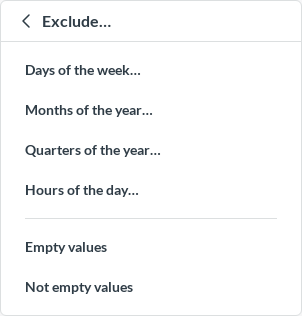 Exclude…
Days of the week…
Months of the year…
Quarters of the year…
Hours of the day…
Empty values
Not empty values